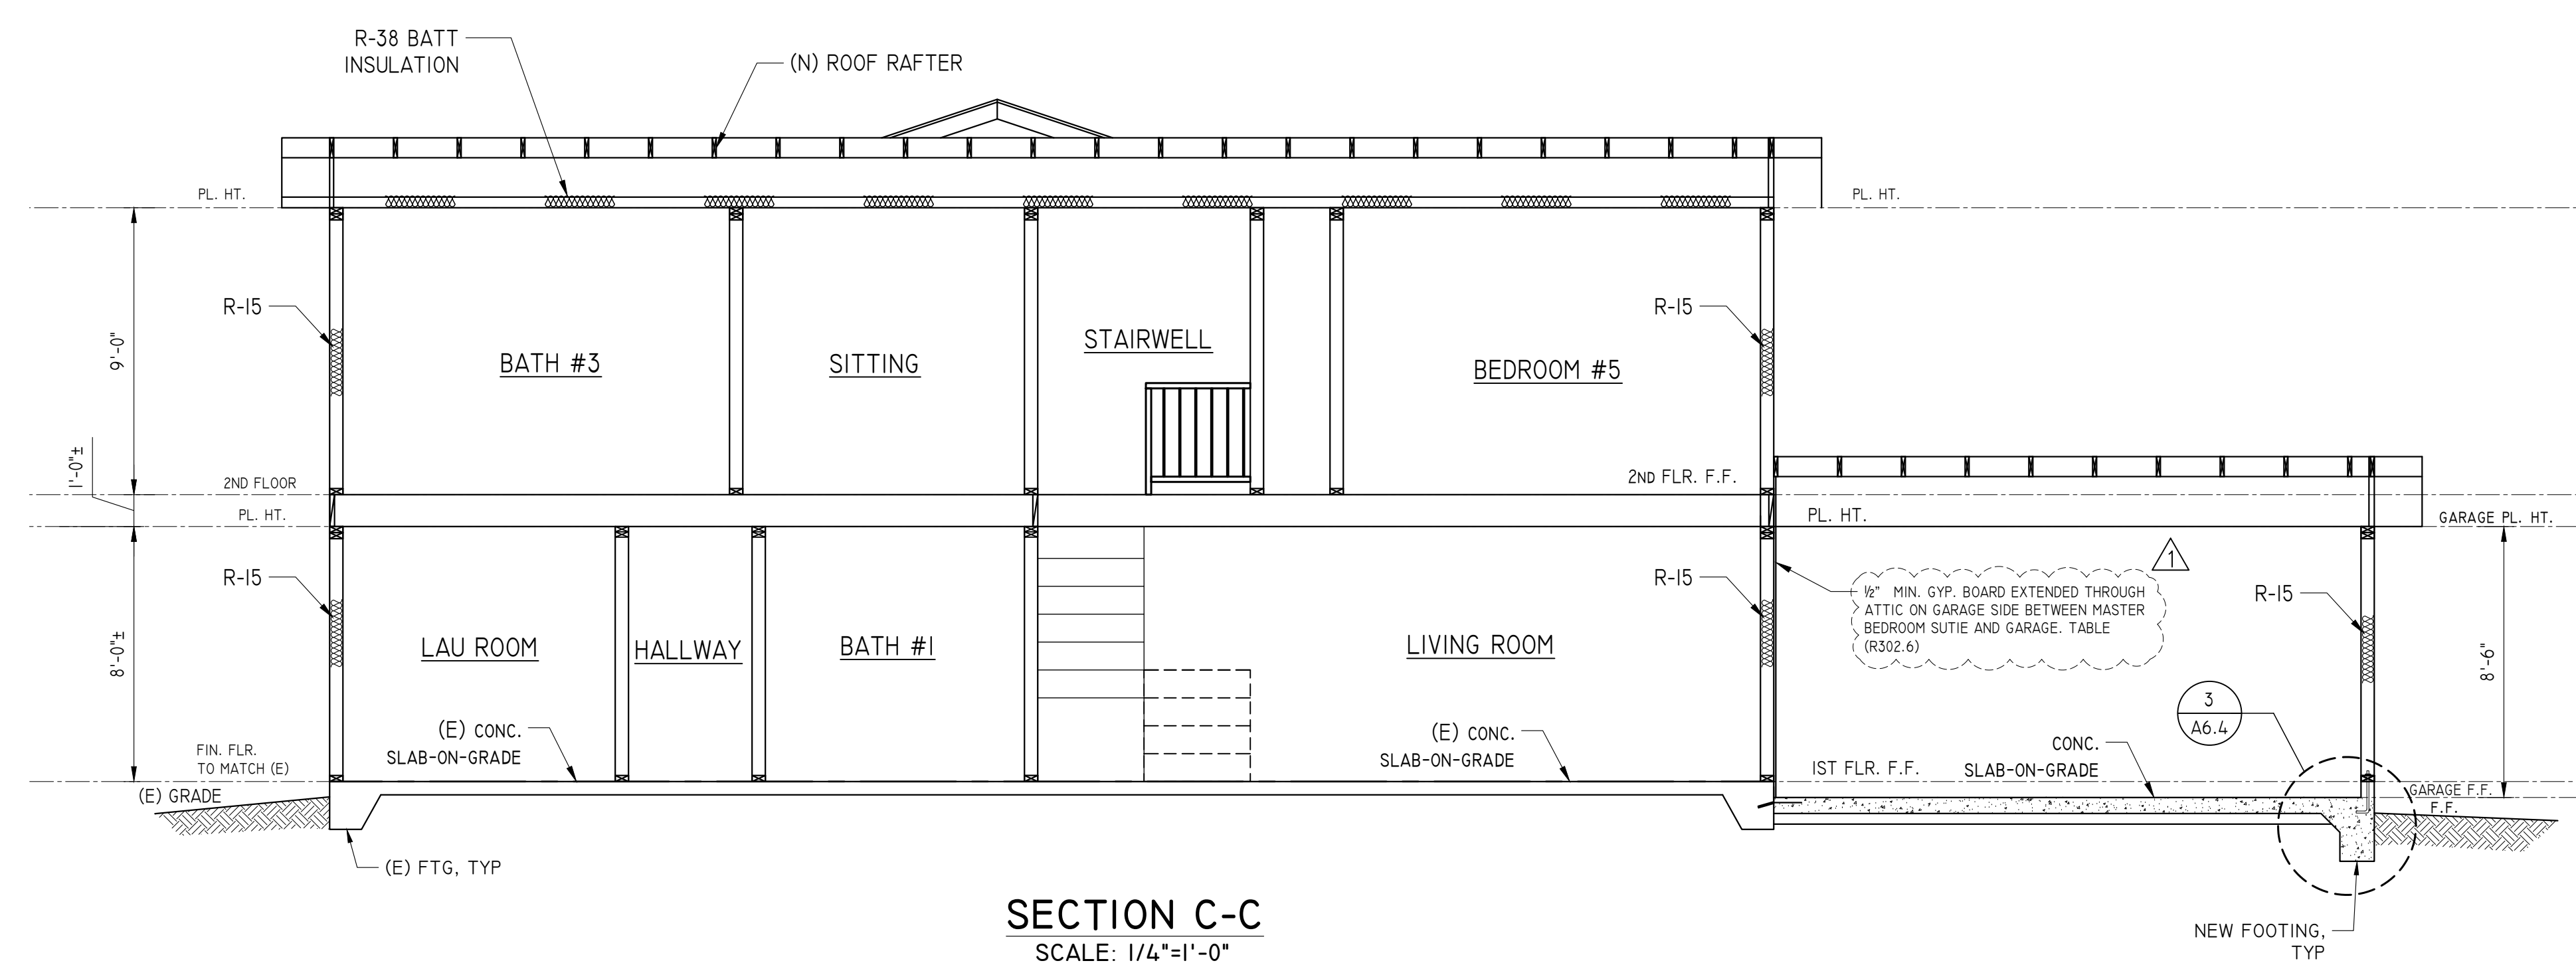 R-38 BATT
INSULATION
(N) ROOF RAFTER
PL. HT.
PL. HT.
9'-0"
R-15
BATH #3
SITTING
STAIRWELL
R-15
BEDROOM #5
1'-0"±
2ND FLOOR
2ND FLR. F.F.
PL. HT.
PL. HT.
GARAGE PL. HT.
8'-0"±
R-15
LAU ROOM
HALLWAY
BATH #1
R-15
LIVING ROOM
1
½" MIN. GYP. BOARD EXTENDED THROUGH
ATTIC ON GARAGE SIDE BETWEEN MASTER
BEDROOM SUTIE AND GARAGE. TABLE
(R302.6)
R-15
8'-6"
3
A6.4
(E) CONC.
SLAB-ON-GRADE
(E) CONC.
SLAB-ON-GRADE
CONC.
SLAB-ON-GRADE
FIN. FLR.
TO MATCH (E)
1ST FLR. F.F.
(E) GRADE
GARAGE F.F.
F.F.
(E) FTG, TYP
NEW FOOTING,
TYP
SECTION C-C
SCALE: 1/4"=1'-0"